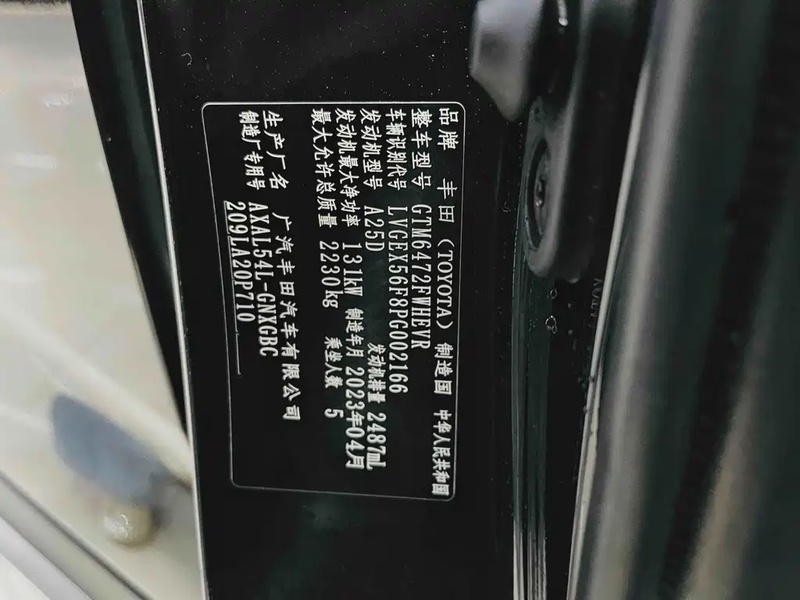 品牌 丰田(TOYOTA) 制造国 中华人民共和国
整车型号 GTM6472FWHEVR
车辆识别代号 LVGEX56F8PG002166
发动机型号 A25D 发动机排量 2487mL
发动机最大净功率 131kW 制造年月 2023年04月
最大允许总质量 2230kg 乘坐人数 5
生产厂名 广汽丰田汽车有限公司
制造厂专用号 AXAL54L-GNXGBC
209LA20P710